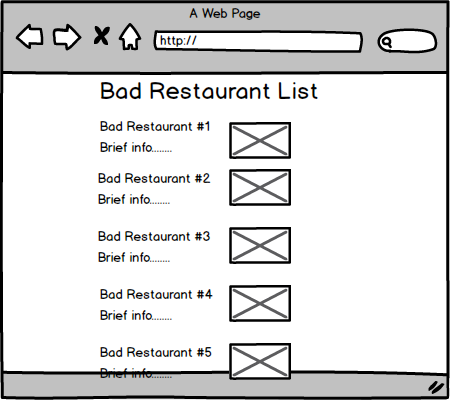 A Web Page
http://
Bad Restaurant List
Bad Restaurant #1
Brief info........
Bad Restaurant #2
Brief info........
Bad Restaurant #3
Brief info........
Bad Restaurant #4
Brief info........
Bad Restaurant #5
Brief info........